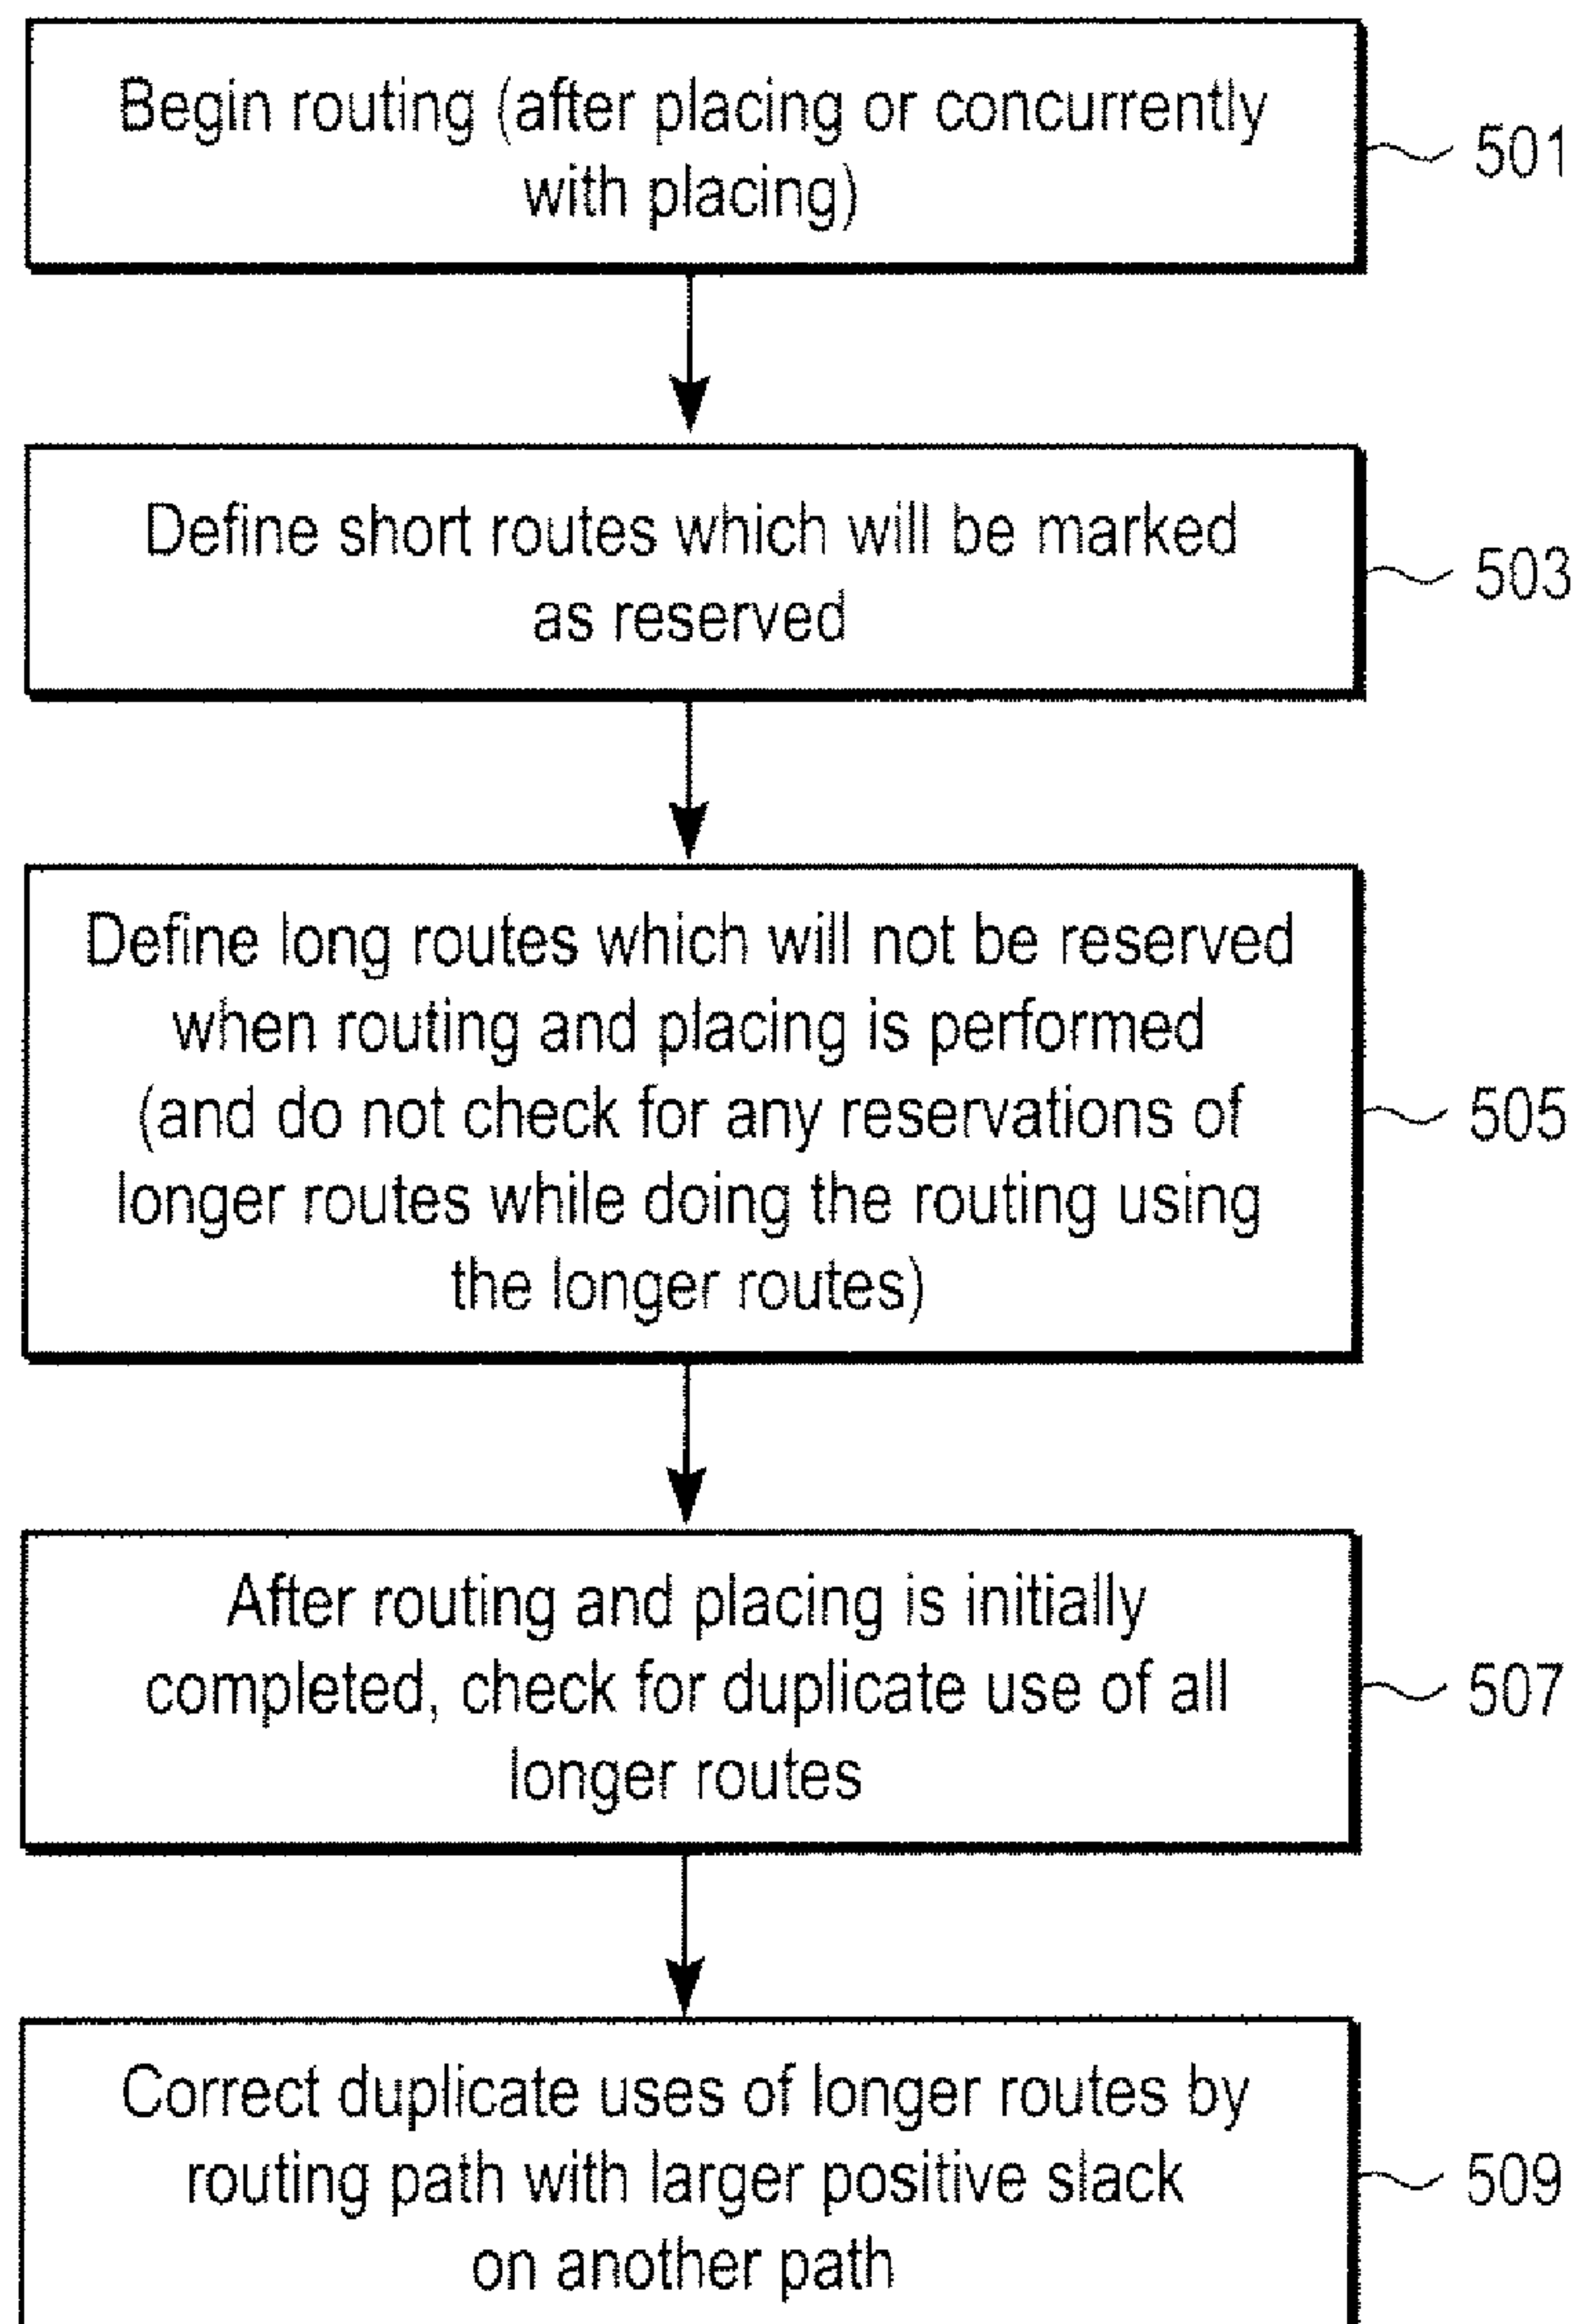 Begin routing (after placing or concurrently
with placing)
501
Define short routes which will be marked
as reserved
503
Define long routes which will not be reserved
when routing and placing is performed
(and do not check for any reservations of
longer routes while doing the routing using
the longer routes)
505
After routing and placing is initially
completed, check for duplicate use of all
longer routes
507
Correct duplicate uses of longer routes by
routing path with larger positive slack
on another path
509